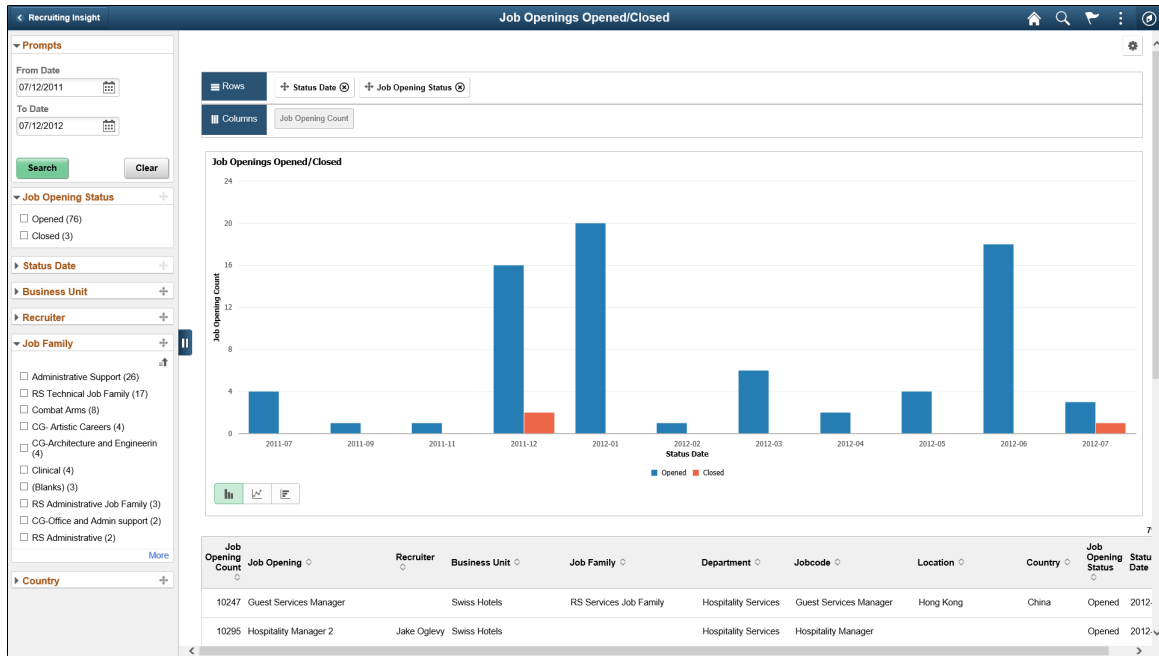 Recruiting Insight
Job Openings Opened/Closed
Prompts
From Date
07/12/2011
To Date
07/12/2012
Search
Clear
Job Opening Status
Opened (76)
Closed (3)
Status Date
Business Unit
Recruiter
Job Family
Administrative Support (26)
RS Technical Job Family (17)
Combat Arms (8)
CG- Artistic Careers (4)
CG-Architecture and Engineerin
(4)
Clinical (4)
(Blanks) (3)
RS Administrative Job Family (3)
CG-Office and Admin support (2)
RS Administrative (2)
More
Country
Rows
Status Date
Job Opening Status
Columns
Job Opening Count
Job Openings Opened/Closed
24
20
16
12
8
4
0
Job Opening Count
2011-07 2011-09 2011-11 2011-12 2012-01 2012-02 2012-03 2012-04 2012-05 2012-06 2012-07
Status Date
Opened Closed
Job
Opening
Count
Job Opening
Recruiter
Business Unit
Job Family
Department
Jobcode
Location
Country
Job
Opening
Status
Statu
Date
10247 Guest Services Manager Swiss Hotels RS Services Job Family Hospitality Services Guest Services Manager Hong Kong China Opened 2012-
10295 Hospitality Manager 2 Jake Oglevy Swiss Hotels Hospitality Services Hospitality Manager Opened 2012-